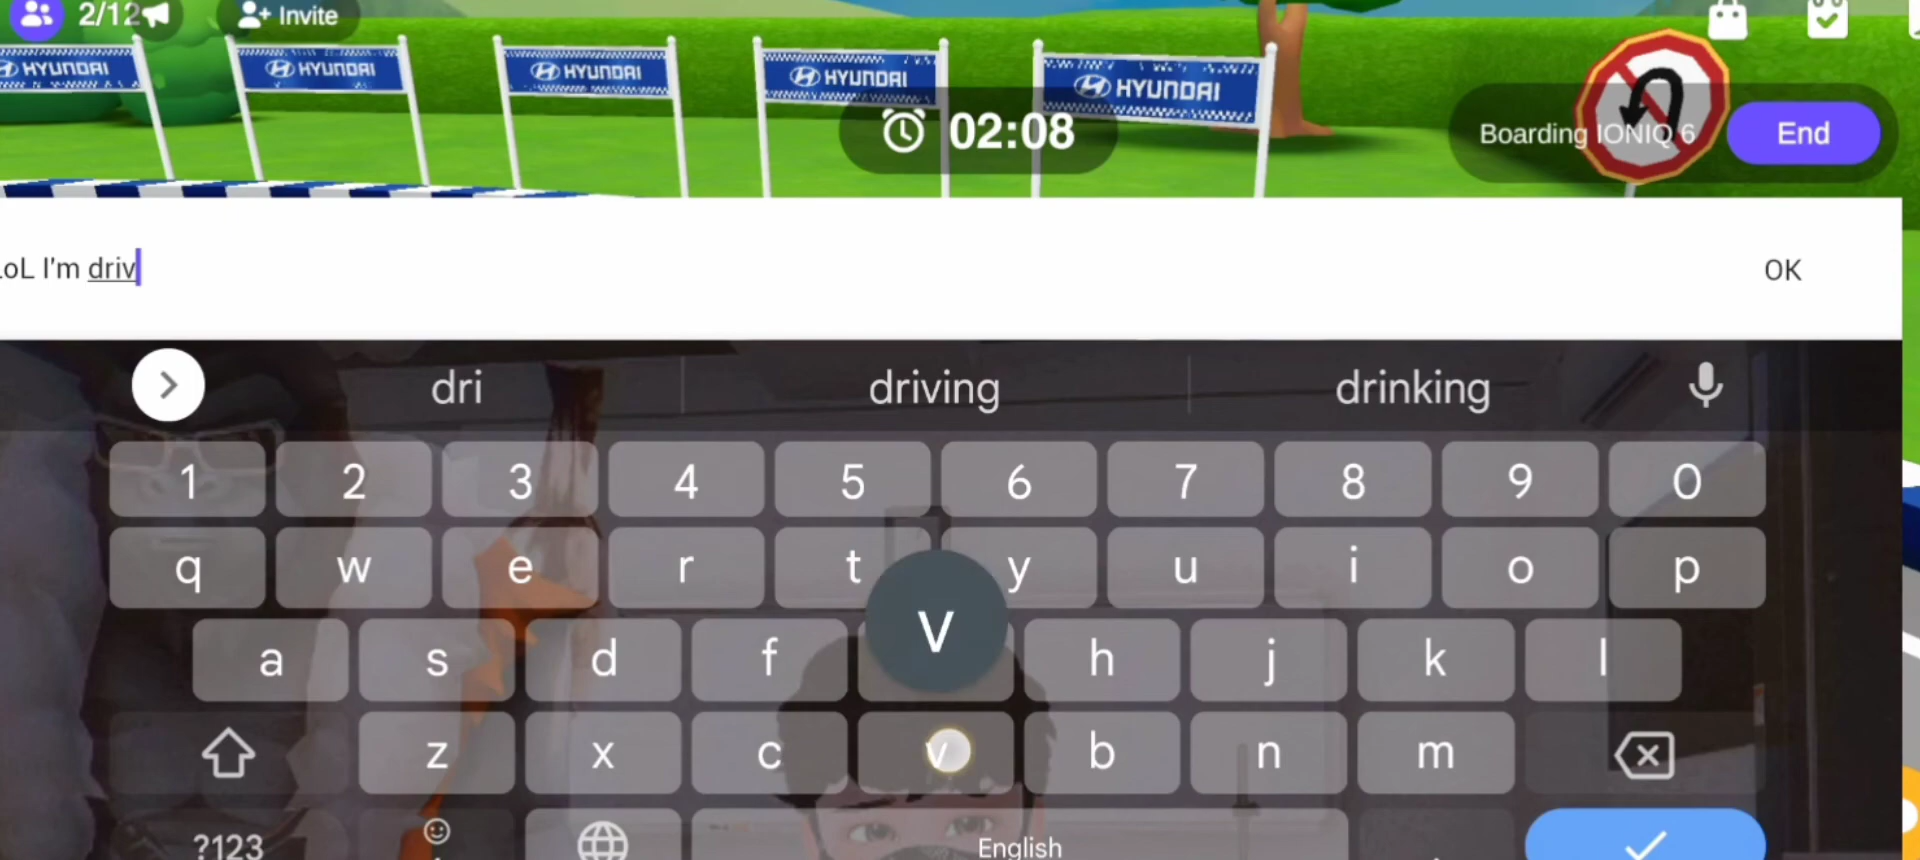 2/12
Invite
HYUNDAI HYUNDAI HYUNDAI HYUNDAI HYUNDAI
02:08
Boarding IONIQ 6
End
LoL I'm driv
OK
dri driving drinking
1 2 3 4 5 6 7 8 9 0
q w e r t y u i o p
V
a s d f h j k l
z x c v b n m
?123
English